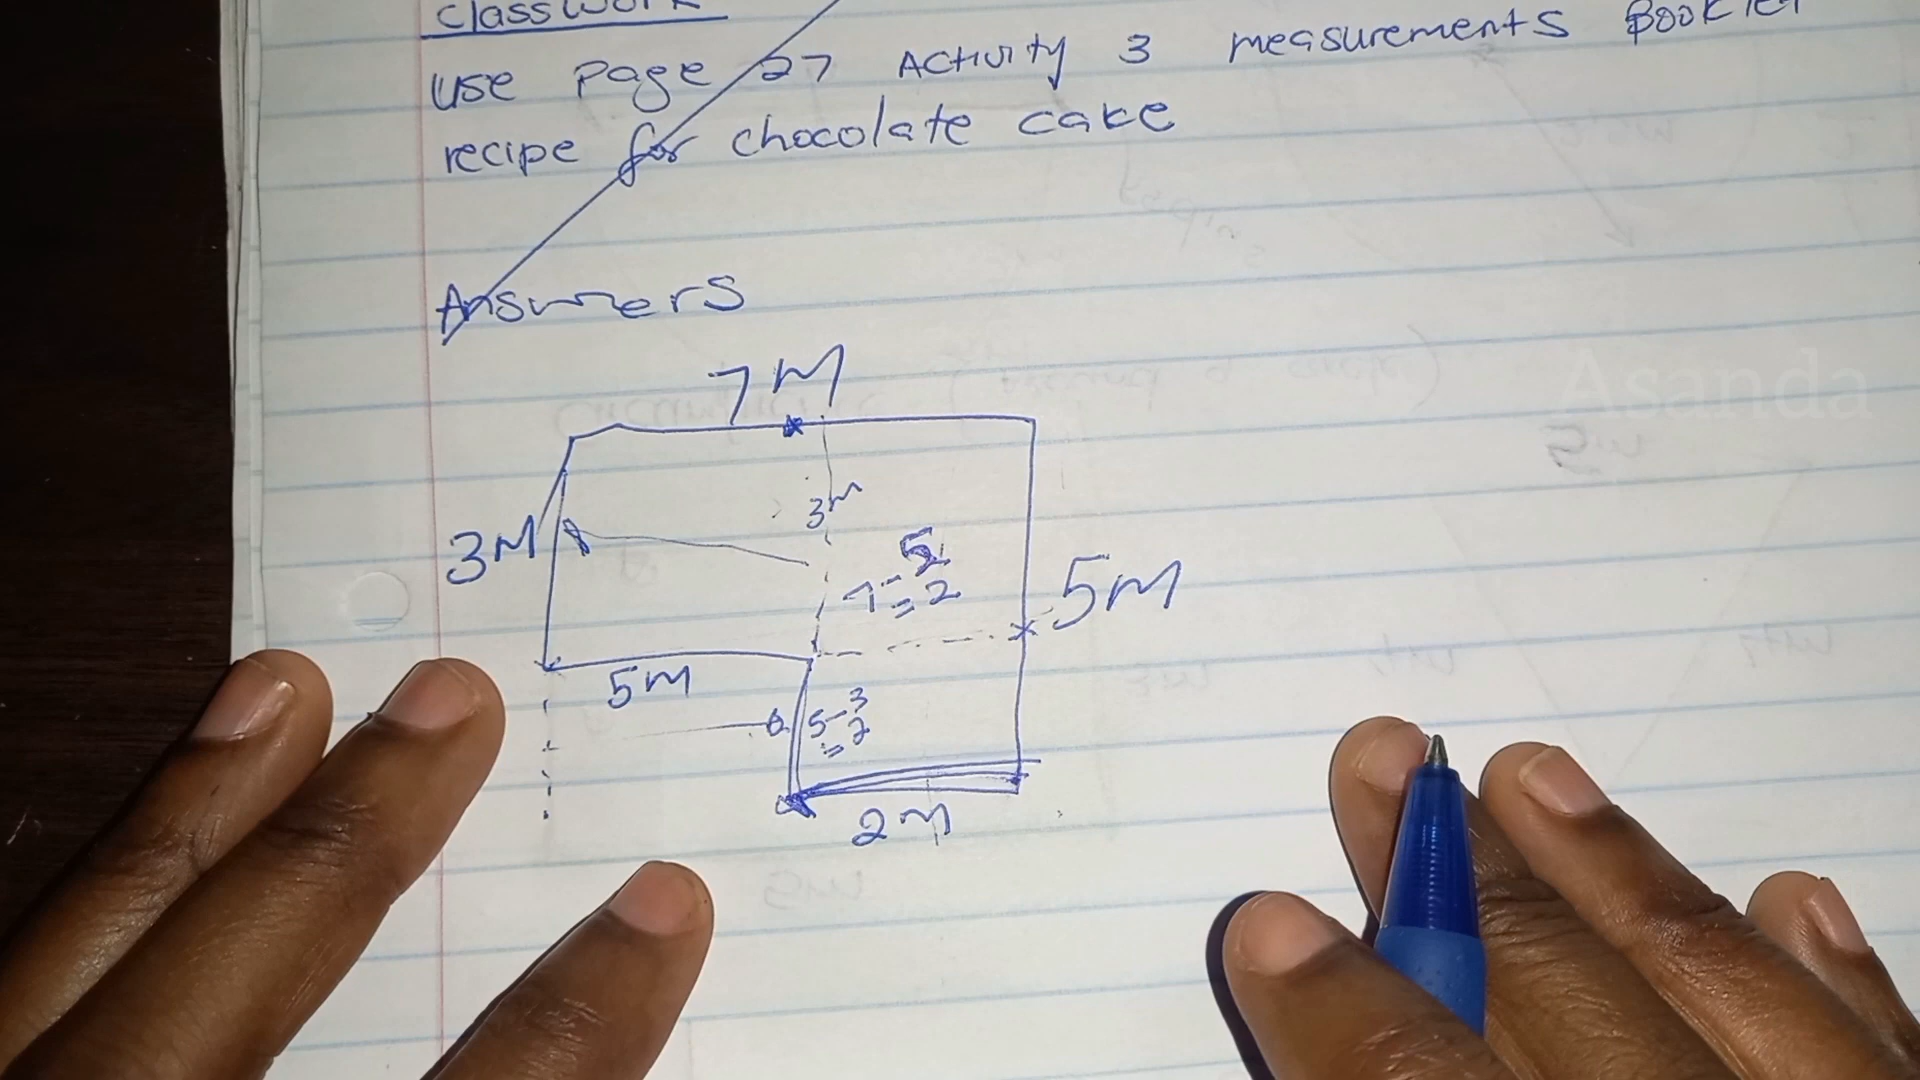 classwork
use page 27 Activity 3 measurements Booklet
recipe for chocolate cake
Answers
7M
3M
3m
7-5
=2
5M
5m
5-3
=2
2m
Asanda